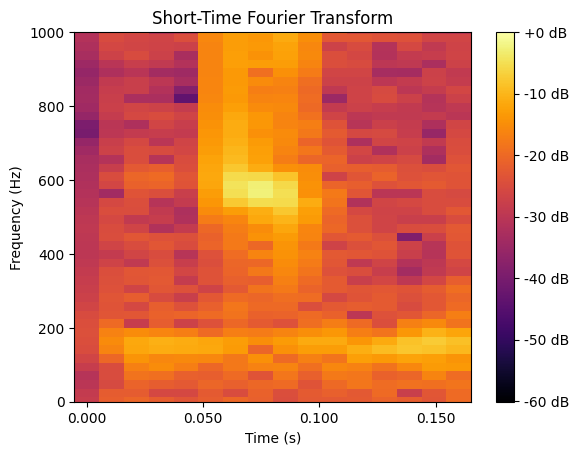 Short-Time Fourier Transform
1000
800
600
400
200
0
Frequency (Hz)
0.000
0.050
0.100
0.150
Time (s)
+0 dB
-10 dB
-20 dB
-30 dB
-40 dB
-50 dB
-60 dB